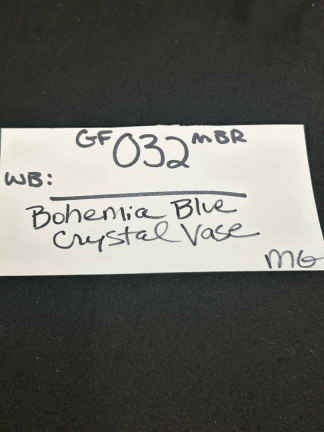 GF 032 MBR
WB:
Bohemia Blue
Crystal Vase
MG